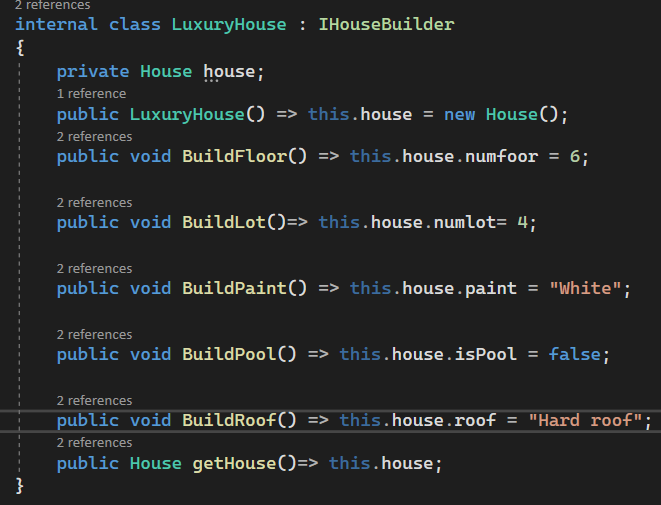 2 references
internal class LuxuryHouse : IHouseBuilder
{
private House house;
1 reference
public LuxuryHouse() => this.house = new House();
2 references
public void BuildFloor() => this.house.numfoor = 6;
2 references
public void BuildLot()=> this.house.numlot= 4;
2 references
public void BuildPaint() => this.house.paint = "White";
2 references
public void BuildPool() => this.house.isPool = false;
2 references
public void BuildRoof() => this.house.roof = "Hard roof";
2 references
public House getHouse()=> this.house;
}